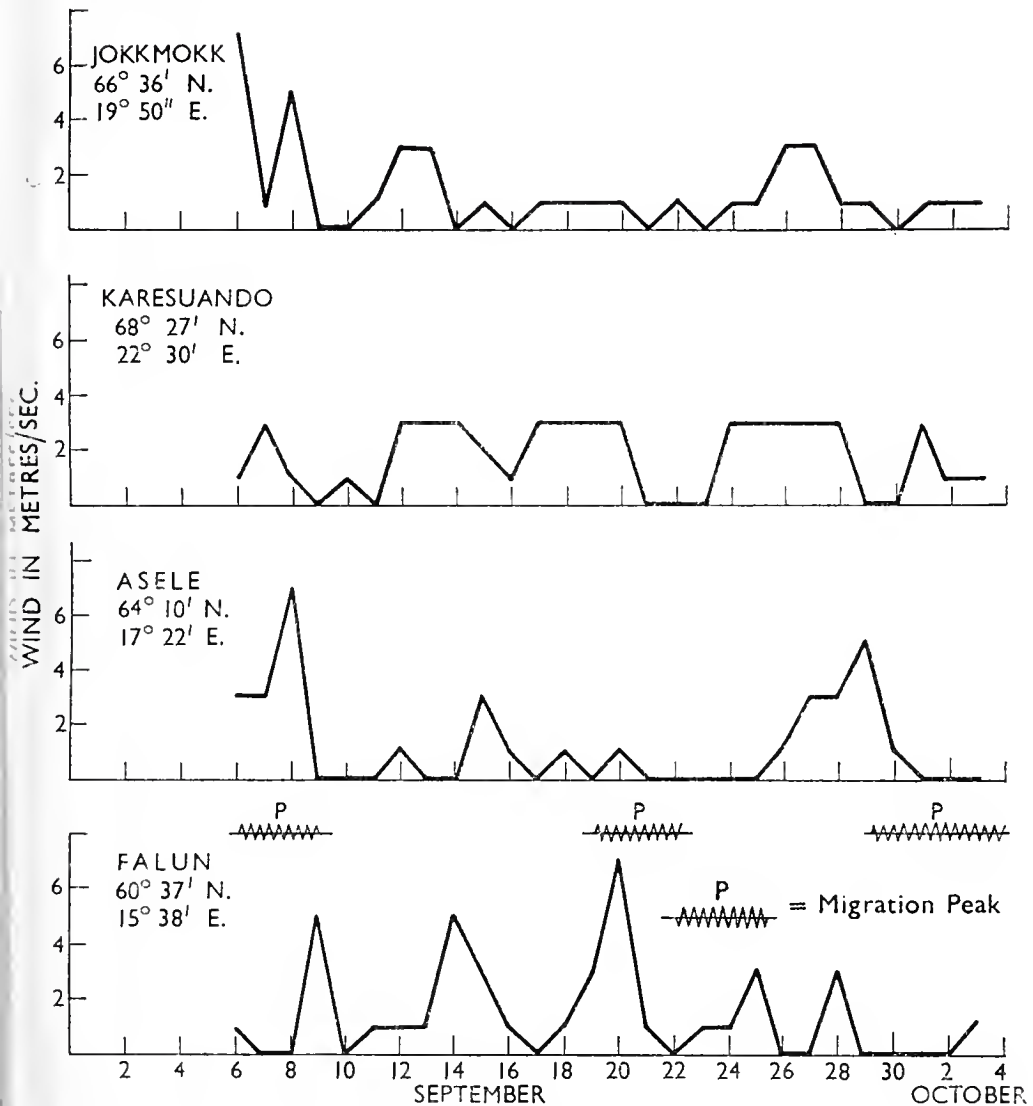 JOKKMOKK
66° 36' N.
19° 50" E.
6
4
2
KARESUANDO
68° 27' N.
22° 30' E.
6
4
2
WIND IN METRES/SEC.
ASELE
64° 10' N.
17° 22' E.
6
4
2
P P P
FALUN
60° 37' N.
15° 38' E.
P
= Migration Peak
6
4
2
2 4 6 8 10 12 14 16 18 20 22 24 26 28 30 2 4
SEPTEMBER OCTOBER